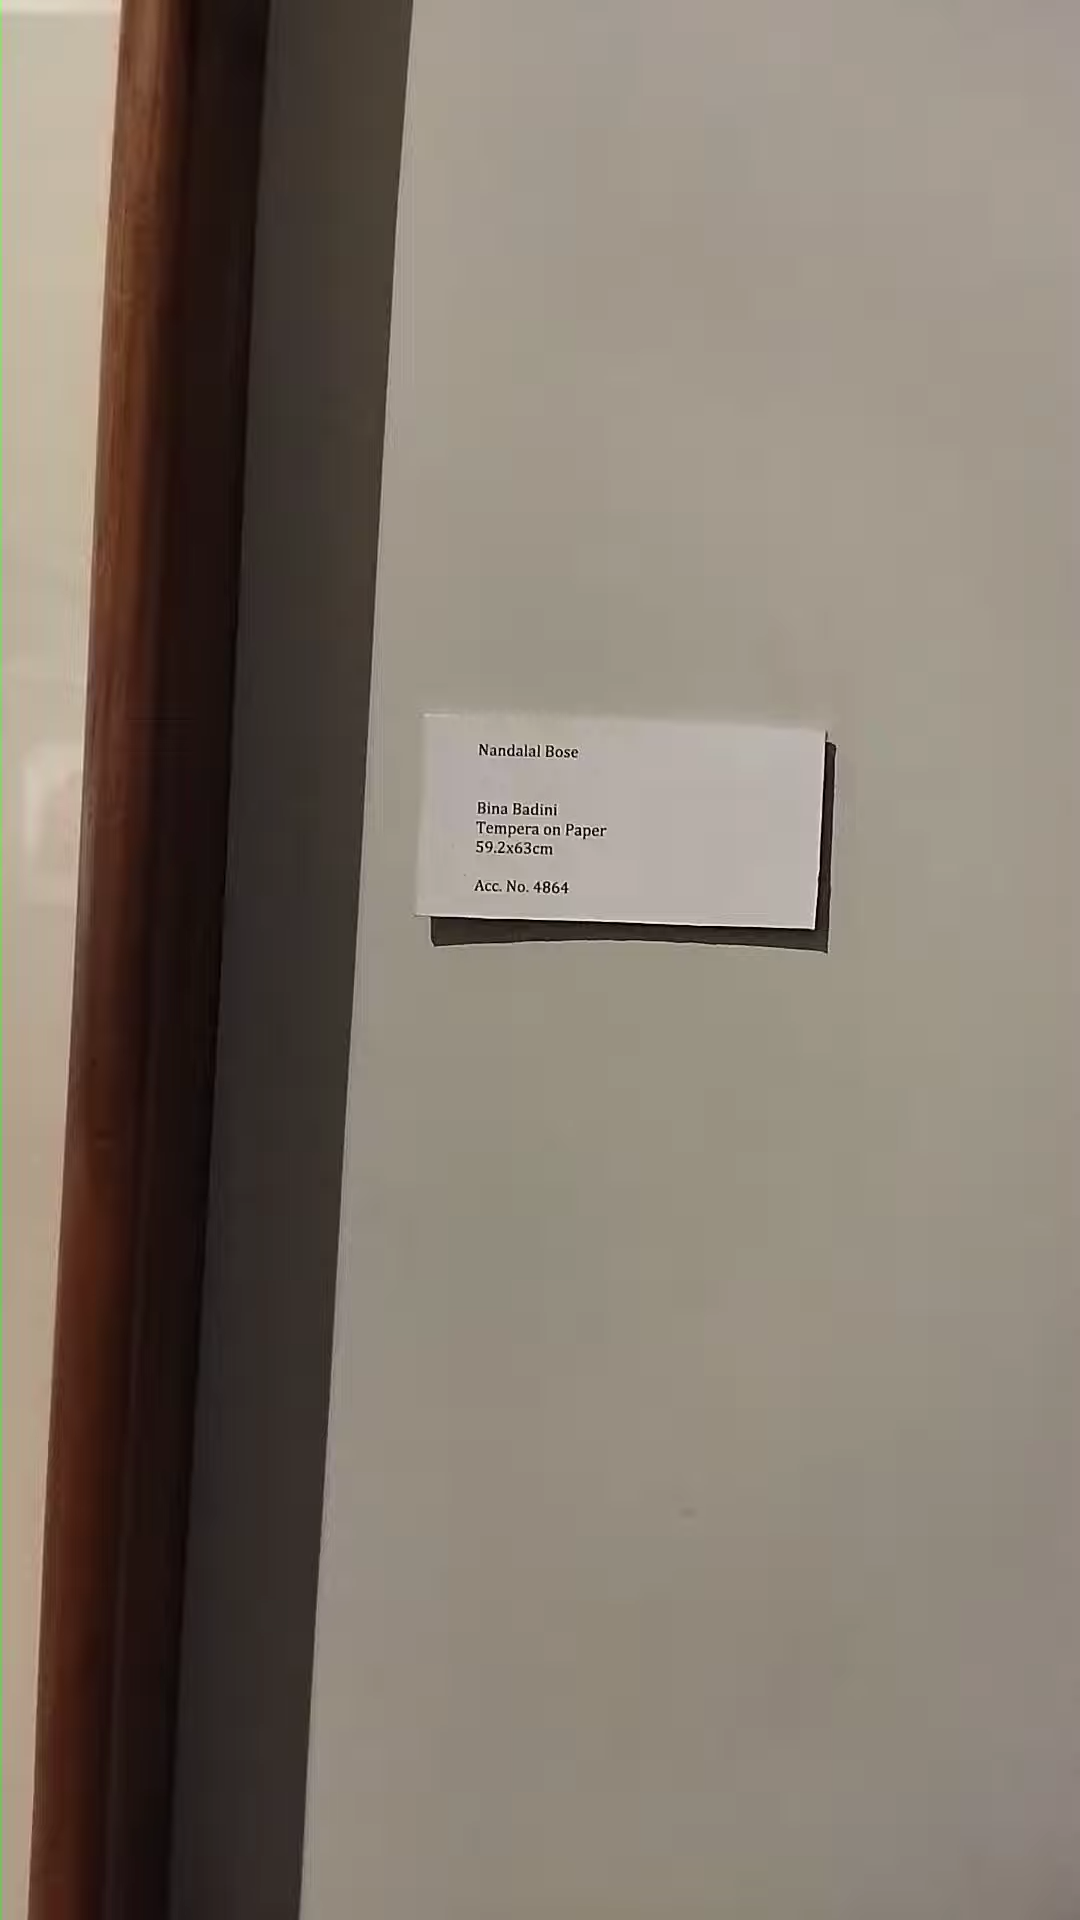 Nandalal Bose
Bina Badini
Tempera on Paper
59.2x63cm
Acc. No. 4864